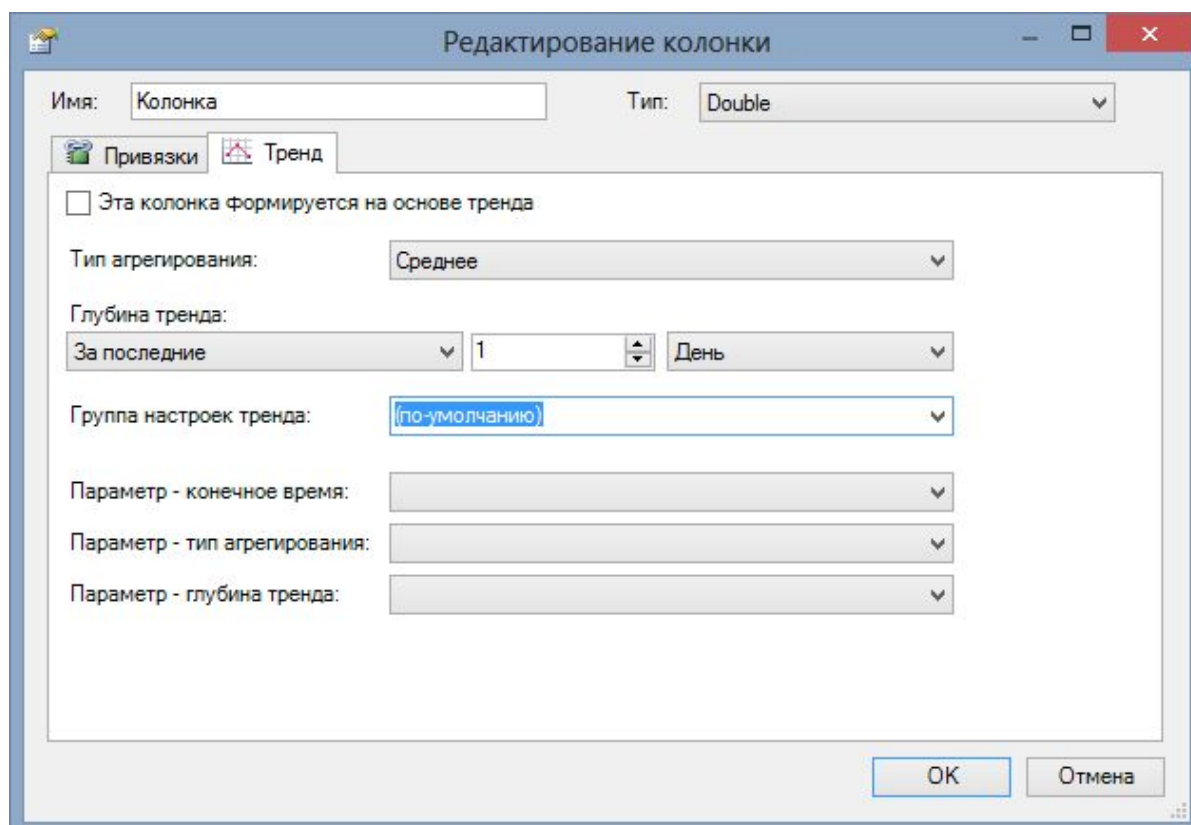 Редактирование колонки
Имя: Колонка Тип: Double
Привязки Тренд
Эта колонка формируется на основе тренда
Тип агрегирования: Среднее
Глубина тренда:
За последние 1 День
Группа настроек тренда: (по-умолчанию)
Параметр - конечное время:
Параметр - тип агрегирования:
Параметр - глубина тренда:
OK Отмена